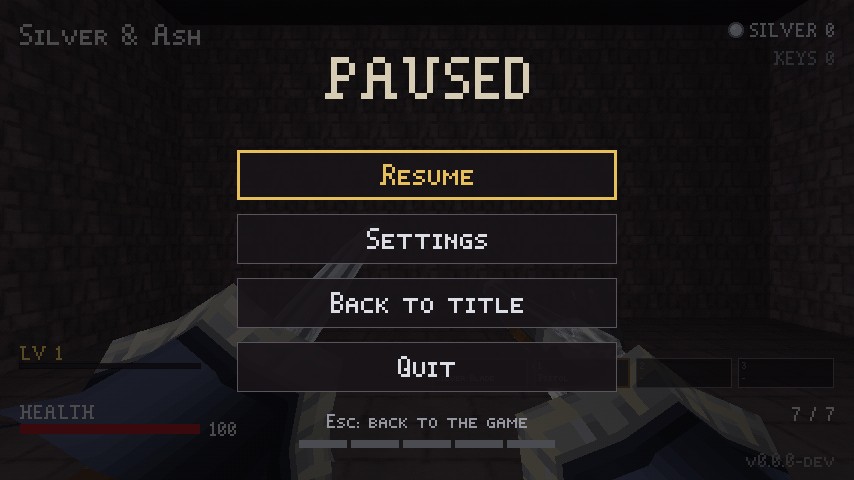 Silver & Ash
SILVER 0
KEYS 0
PAUSED
Resume
Settings
Back to title
Quit
LV 1
HEALTH
100
Esc: back to the game
7 / 7
v0.0.0-dev